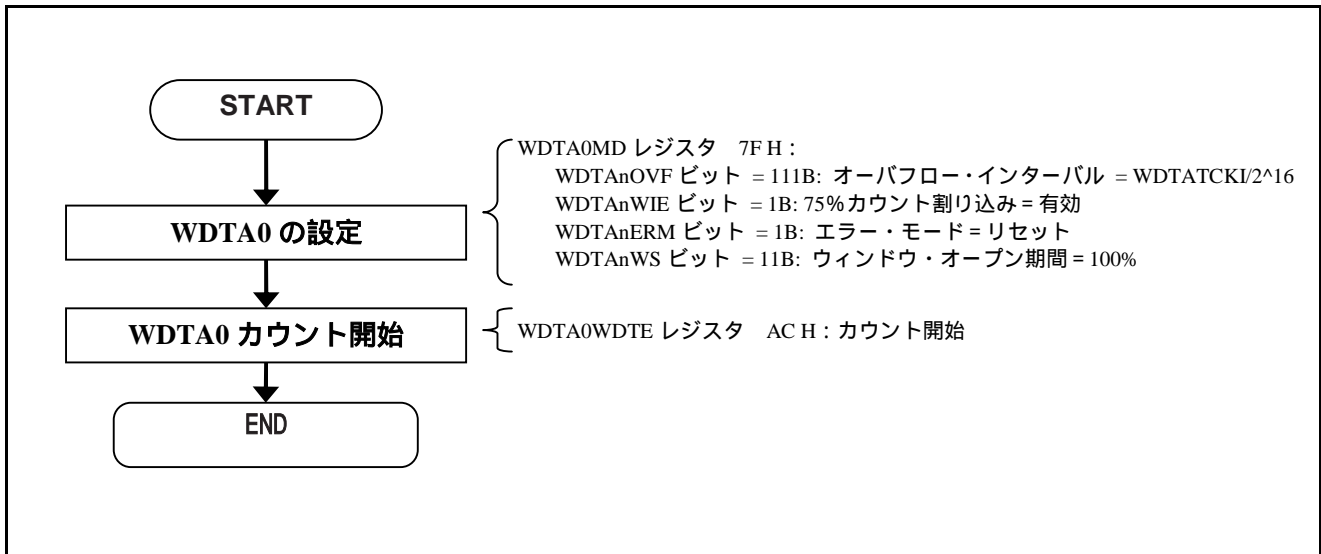 START
WDTA0 の設定
WDTA0MD レジスタ　7F H：
WDTAnOVF ビット = 111B: オーバフロー・インターバル = WDTATCKI/2^16
WDTAnWIE ビット = 1B: 75％カウント割り込み = 有効
WDTAnERM ビット = 1B: エラー・モード = リセット
WDTAnWS ビット = 11B: ウィンドウ・オープン期間 = 100%
WDTA0 カウント開始
WDTA0WDTE レジスタ　AC H：カウント開始
END